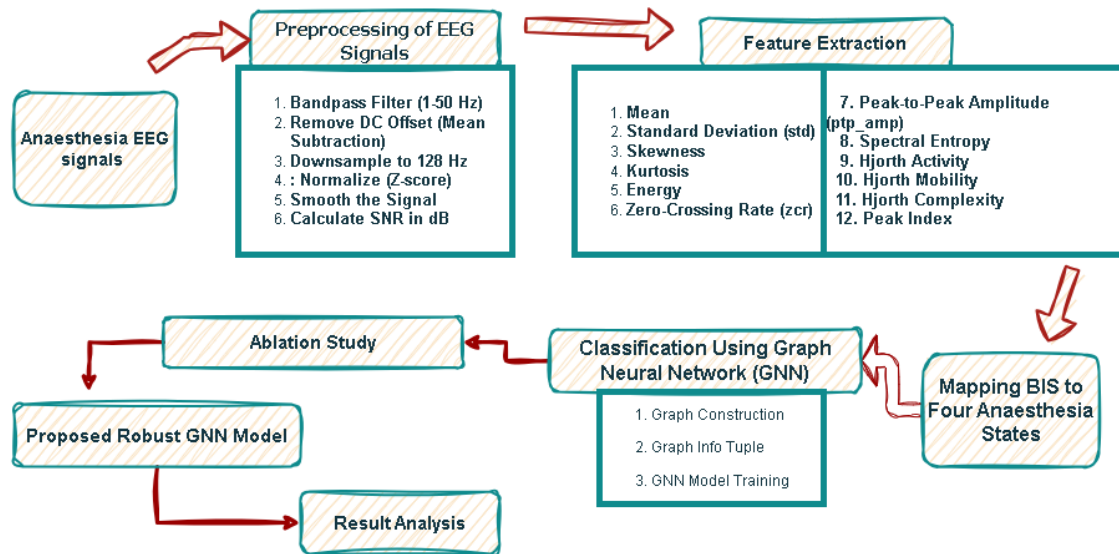 Anaesthesia EEG
signals
Preprocessing of EEG
Signals
1. Bandpass Filter (1-50 Hz)
2. Remove DC Offset (Mean
Subtraction)
3. Downsample to 128 Hz
4. : Normalize (Z-score)
5. Smooth the Signal
6. Calculate SNR in dB
Feature Extraction
1. Mean
2. Standard Deviation (std)
3. Skewness
4. Kurtosis
5. Energy
6. Zero-Crossing Rate (zcr)
7. Peak-to-Peak Amplitude
(ptp_amp)
8. Spectral Entropy
9. Hjorth Activity
10. Hjorth Mobility
11. Hjorth Complexity
12. Peak Index
Mapping BIS to
Four Anaesthesia
States
Classification Using Graph
Neural Network (GNN)
1. Graph Construction
2. Graph Info Tuple
3. GNN Model Training
Ablation Study
Proposed Robust GNN Model
Result Analysis